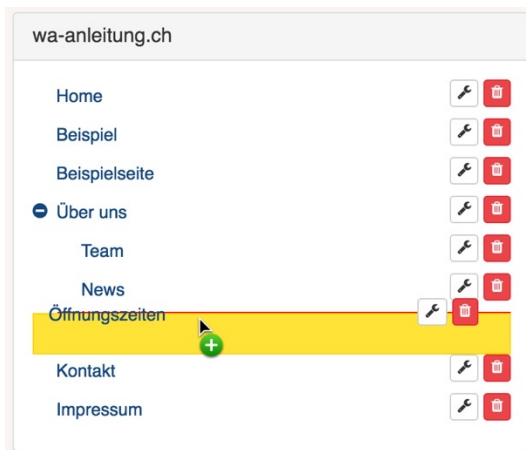 wa-anleitung.ch
Home
Beispiel
Beispielseite
Über uns
Team
News
Öffnungszeiten
Kontakt
Impressum